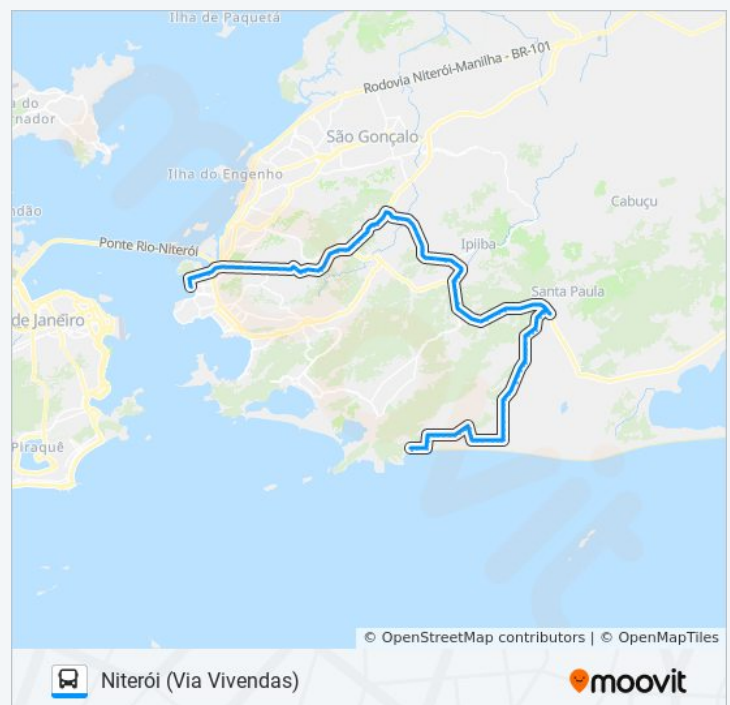 Ilha de Paquetá
Rodovia Niterói-Manilha - BR-101
do
nador
São Gonçalo
Ilha do Engenho
Cabuçu
ndão
Ponte Rio-Niterói
Ipiiba
Santa Paula
de Janeiro
Piraquê
© OpenStreetMap contributors | © OpenMapTiles
Niterói (Via Vivendas)
moovit